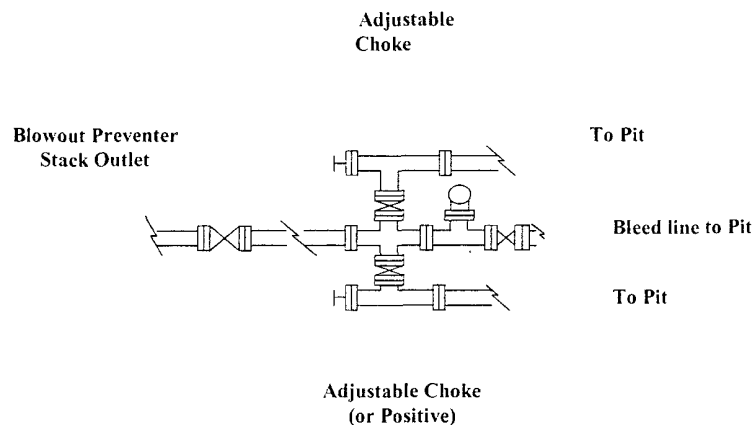 Adjustable
Choke
Blowout Preventer
Stack Outlet
To Pit
Bleed line to Pit
To Pit
Adjustable Choke
(or Positive)